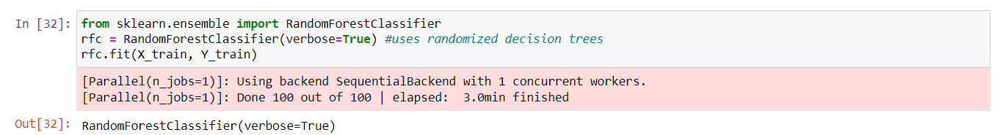 In [32]: from sklearn.ensemble import RandomForestClassifier
rfc = RandomForestClassifier(verbose=True) #uses randomized decision trees
rfc.fit(X_train, Y_train)
[Parallel(n_jobs=1)]: Using backend SequentialBackend with 1 concurrent workers.
[Parallel(n_jobs=1)]: Done 100 out of 100 | elapsed:  3.0min finished
Out[32]: RandomForestClassifier(verbose=True)